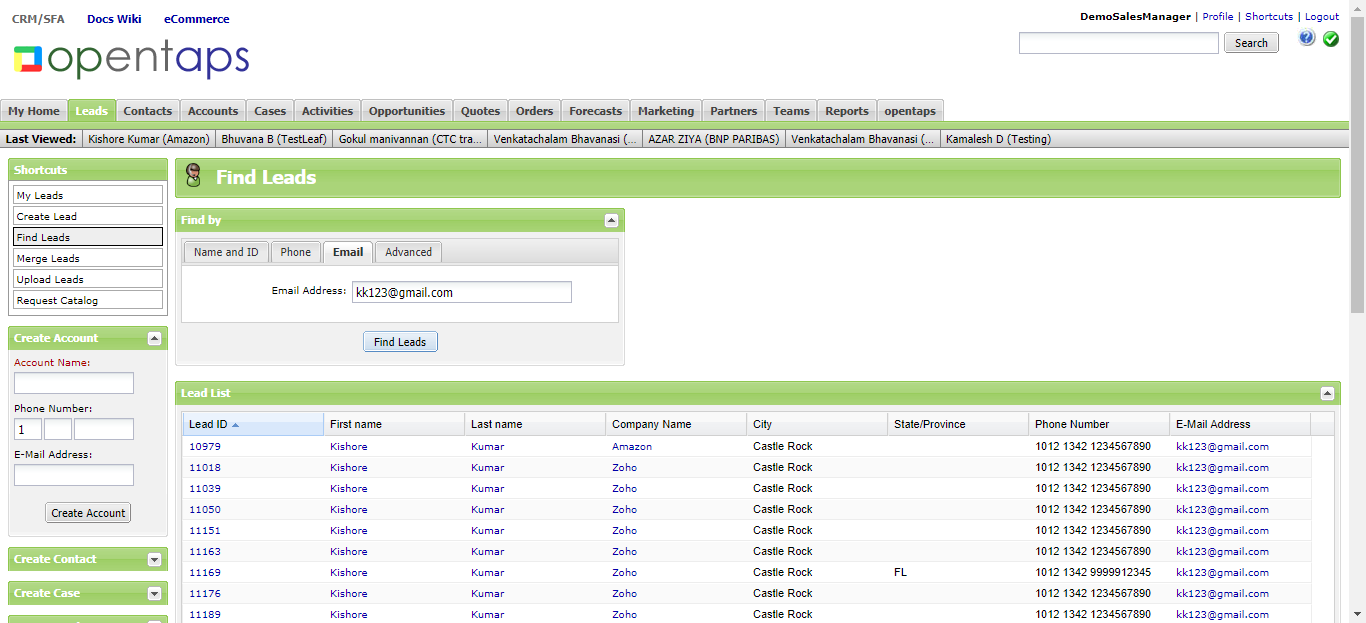 CRM/SFA Docs Wiki eCommerce
DemoSalesManager | Profile | Shortcuts | Logout
opentaps
Search
My Home Leads Contacts Accounts Cases Activities Opportunities Quotes Orders Forecasts Marketing Partners Teams Reports opentaps
Last Viewed: Kishore Kumar (Amazon) Bhuvana B (TestLeaf) Gokul manivannan (CTC tra... Venkatachalam Bhavanasi (... AZAR ZIYA (BNP PARIBAS) Venkatachalam Bhavanasi (... Kamalesh D (Testing)
Shortcuts
My Leads
Create Lead
Find Leads
Merge Leads
Upload Leads
Request Catalog
Create Account
Account Name:
Phone Number:
1
E-Mail Address:
Create Account
Create Contact
Create Case
Find Leads
Find by
Name and ID Phone Email Advanced
Email Address: kk123@gmail.com
Find Leads
Lead List
Lead ID First name Last name Company Name City State/Province Phone Number E-Mail Address
10979 Kishore Kumar Amazon Castle Rock 1012 1342 1234567890 kk123@gmail.com
11018 Kishore Kumar Zoho Castle Rock 1012 1342 1234567890 kk123@gmail.com
11039 Kishore Kumar Zoho Castle Rock 1012 1342 1234567890 kk123@gmail.com
11050 Kishore Kumar Zoho Castle Rock 1012 1342 1234567890 kk123@gmail.com
11151 Kishore Kumar Zoho Castle Rock 1012 1342 1234567890 kk123@gmail.com
11163 Kishore Kumar Zoho Castle Rock 1012 1342 1234567890 kk123@gmail.com
11169 Kishore Kumar Zoho Castle Rock FL 1012 1342 9999912345 kk123@gmail.com
11176 Kishore Kumar Zoho Castle Rock 1012 1342 1234567890 kk123@gmail.com
11189 Kishore Kumar Zoho Castle Rock 1012 1342 1234567890 kk123@gmail.com